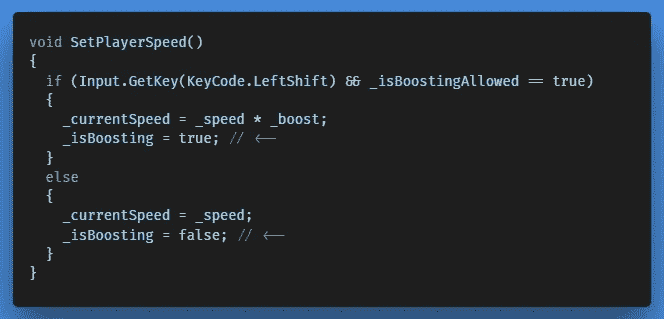 void SetPlayerSpeed()
{
  if (Input.GetKey(KeyCode.LeftShift) && _isBoostingAllowed == true)
  {
    _currentSpeed = _speed * _boost;
    _isBoosting = true; // <--
  }
  else
  {
    _currentSpeed = _speed;
    _isBoosting = false; // <--
  }
}